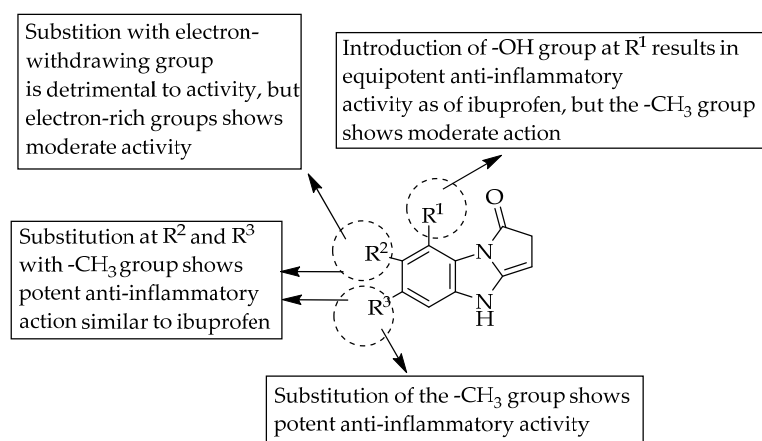 Substition with electron-
withdrawing group
is detrimental to activity, but
electron-rich groups shows
moderate activity
Introduction of -OH group at R¹ results in
equipotent anti-inflammatory
activity as of ibuprofen, but the -CH₃ group
shows moderate action
Substitution at R² and R³
with -CH₃ group shows
potent anti-inflammatory
action similar to ibuprofen
O
R¹
R²
N
R³
N
H
Substitution of the -CH₃ group shows
potent anti-inflammatory activity